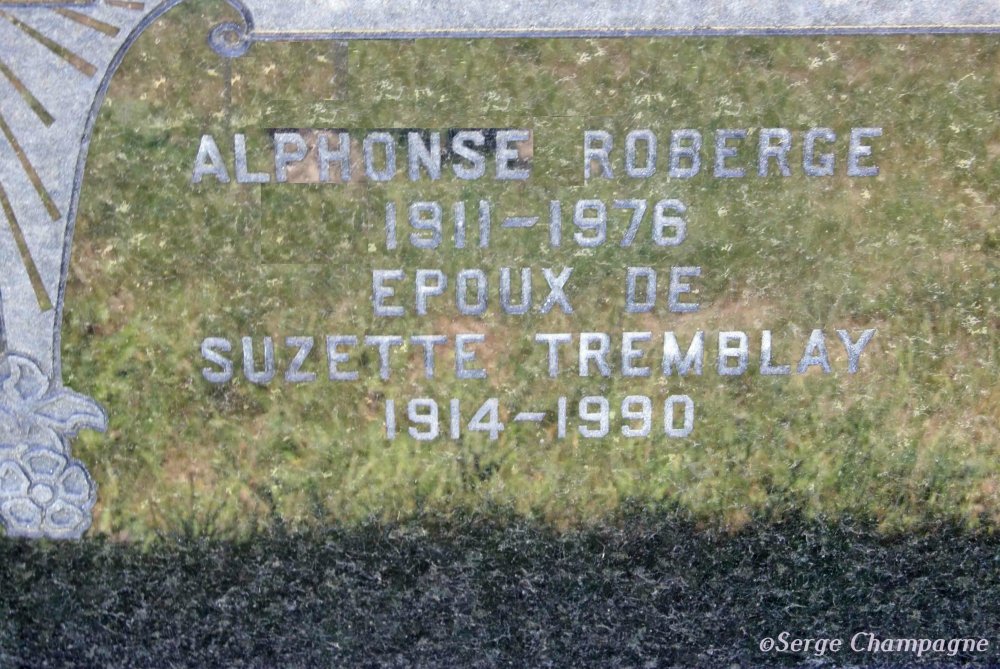 ALPHONSE ROBERGE
1911-1976
EPOUX DE
SUZETTE TREMBLAY
1914-1990
©Serge Champagne